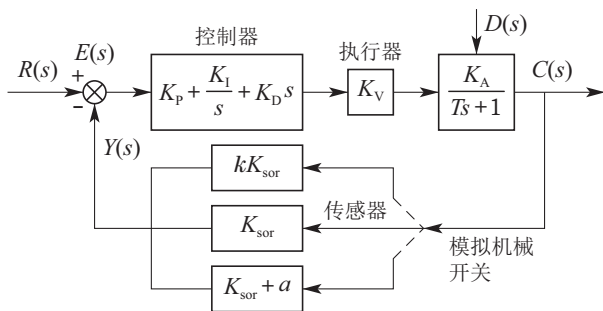 控制器
执行器
D(s)
R(s)
E(s)
+
−
K_P + K_I/s + K_D s
K_V
K_A/(Ts+1)
C(s)
Y(s)
kK_sor
K_sor
传感器
模拟机械
开关
K_sor + a